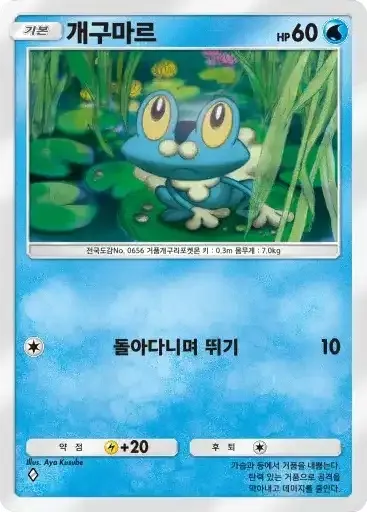 기본 개구마르 HP 60
전국도감No. 0656 거품개구리포켓몬 키 : 0.3m 몸무게 : 7.0kg
돌아다니며 뛰기 10
약점 +20 후퇴
Illus. Aya Kusube
가슴과 등에서 거품을 내뿜는다.
탄력 있는 거품으로 공격을
막아내고 데미지를 줄인다.